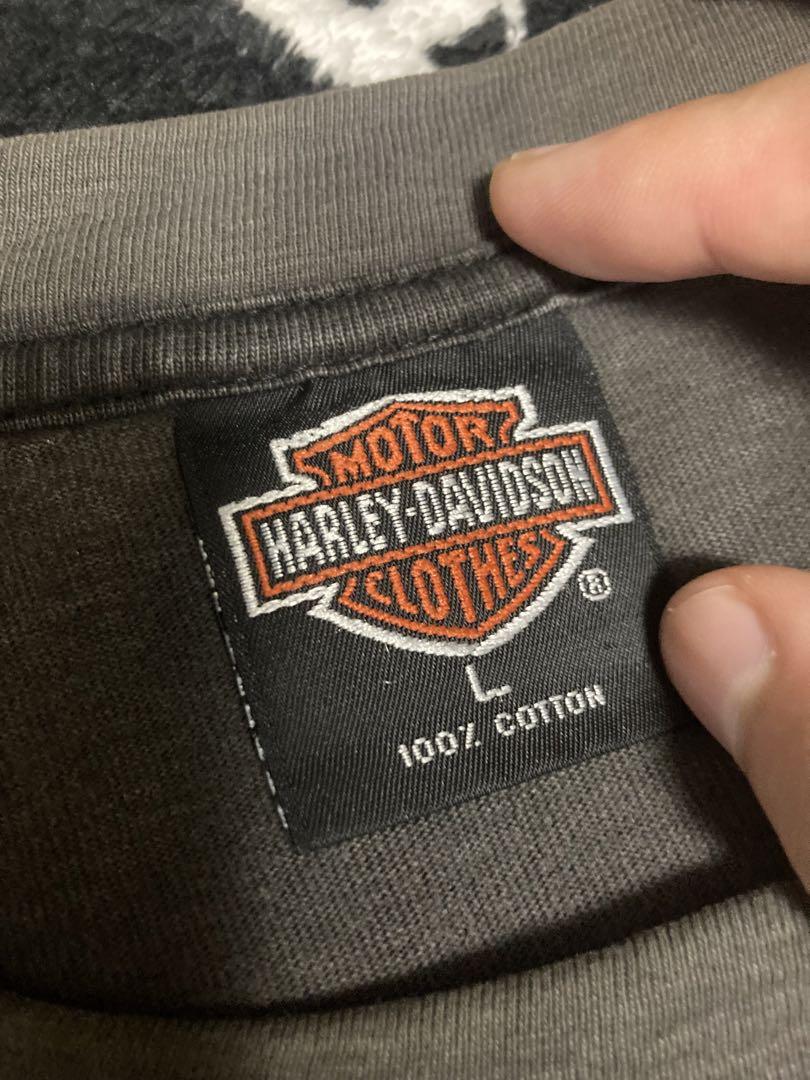 MOTOR
HARLEY-DAVIDSON
CLOTHES
®
L
100% COTTON